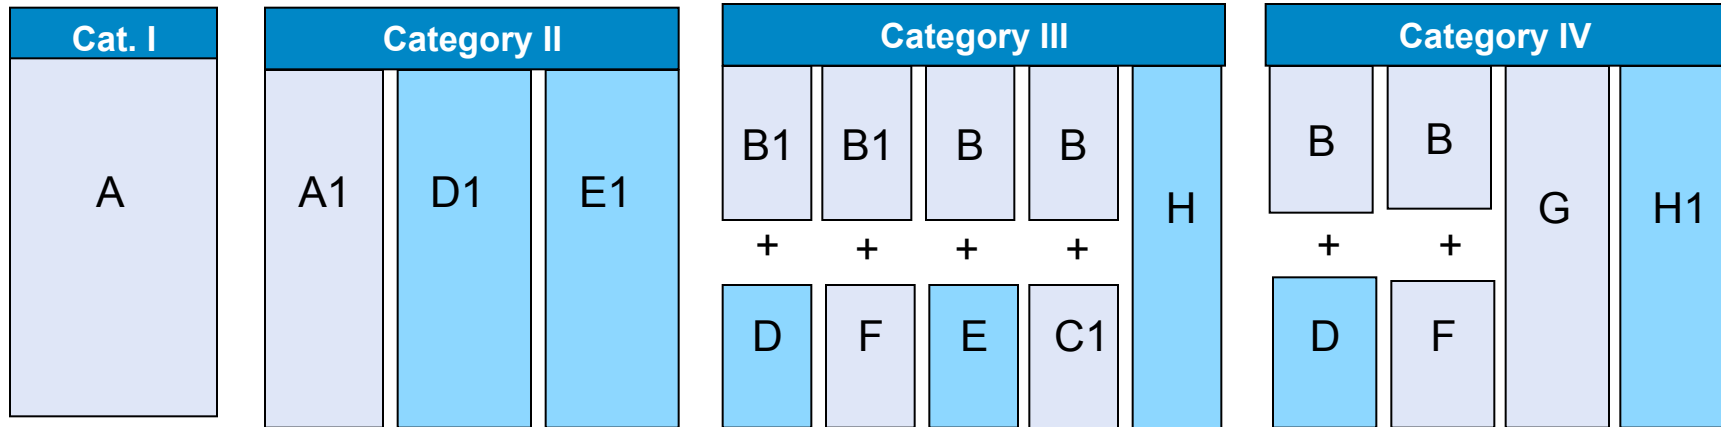 Cat. I
Category II
Category III
Category IV
A
A1 D1 E1
B1 B1 B B
H
+ + + +
D F E C1
B B
G H1
+ +
D F